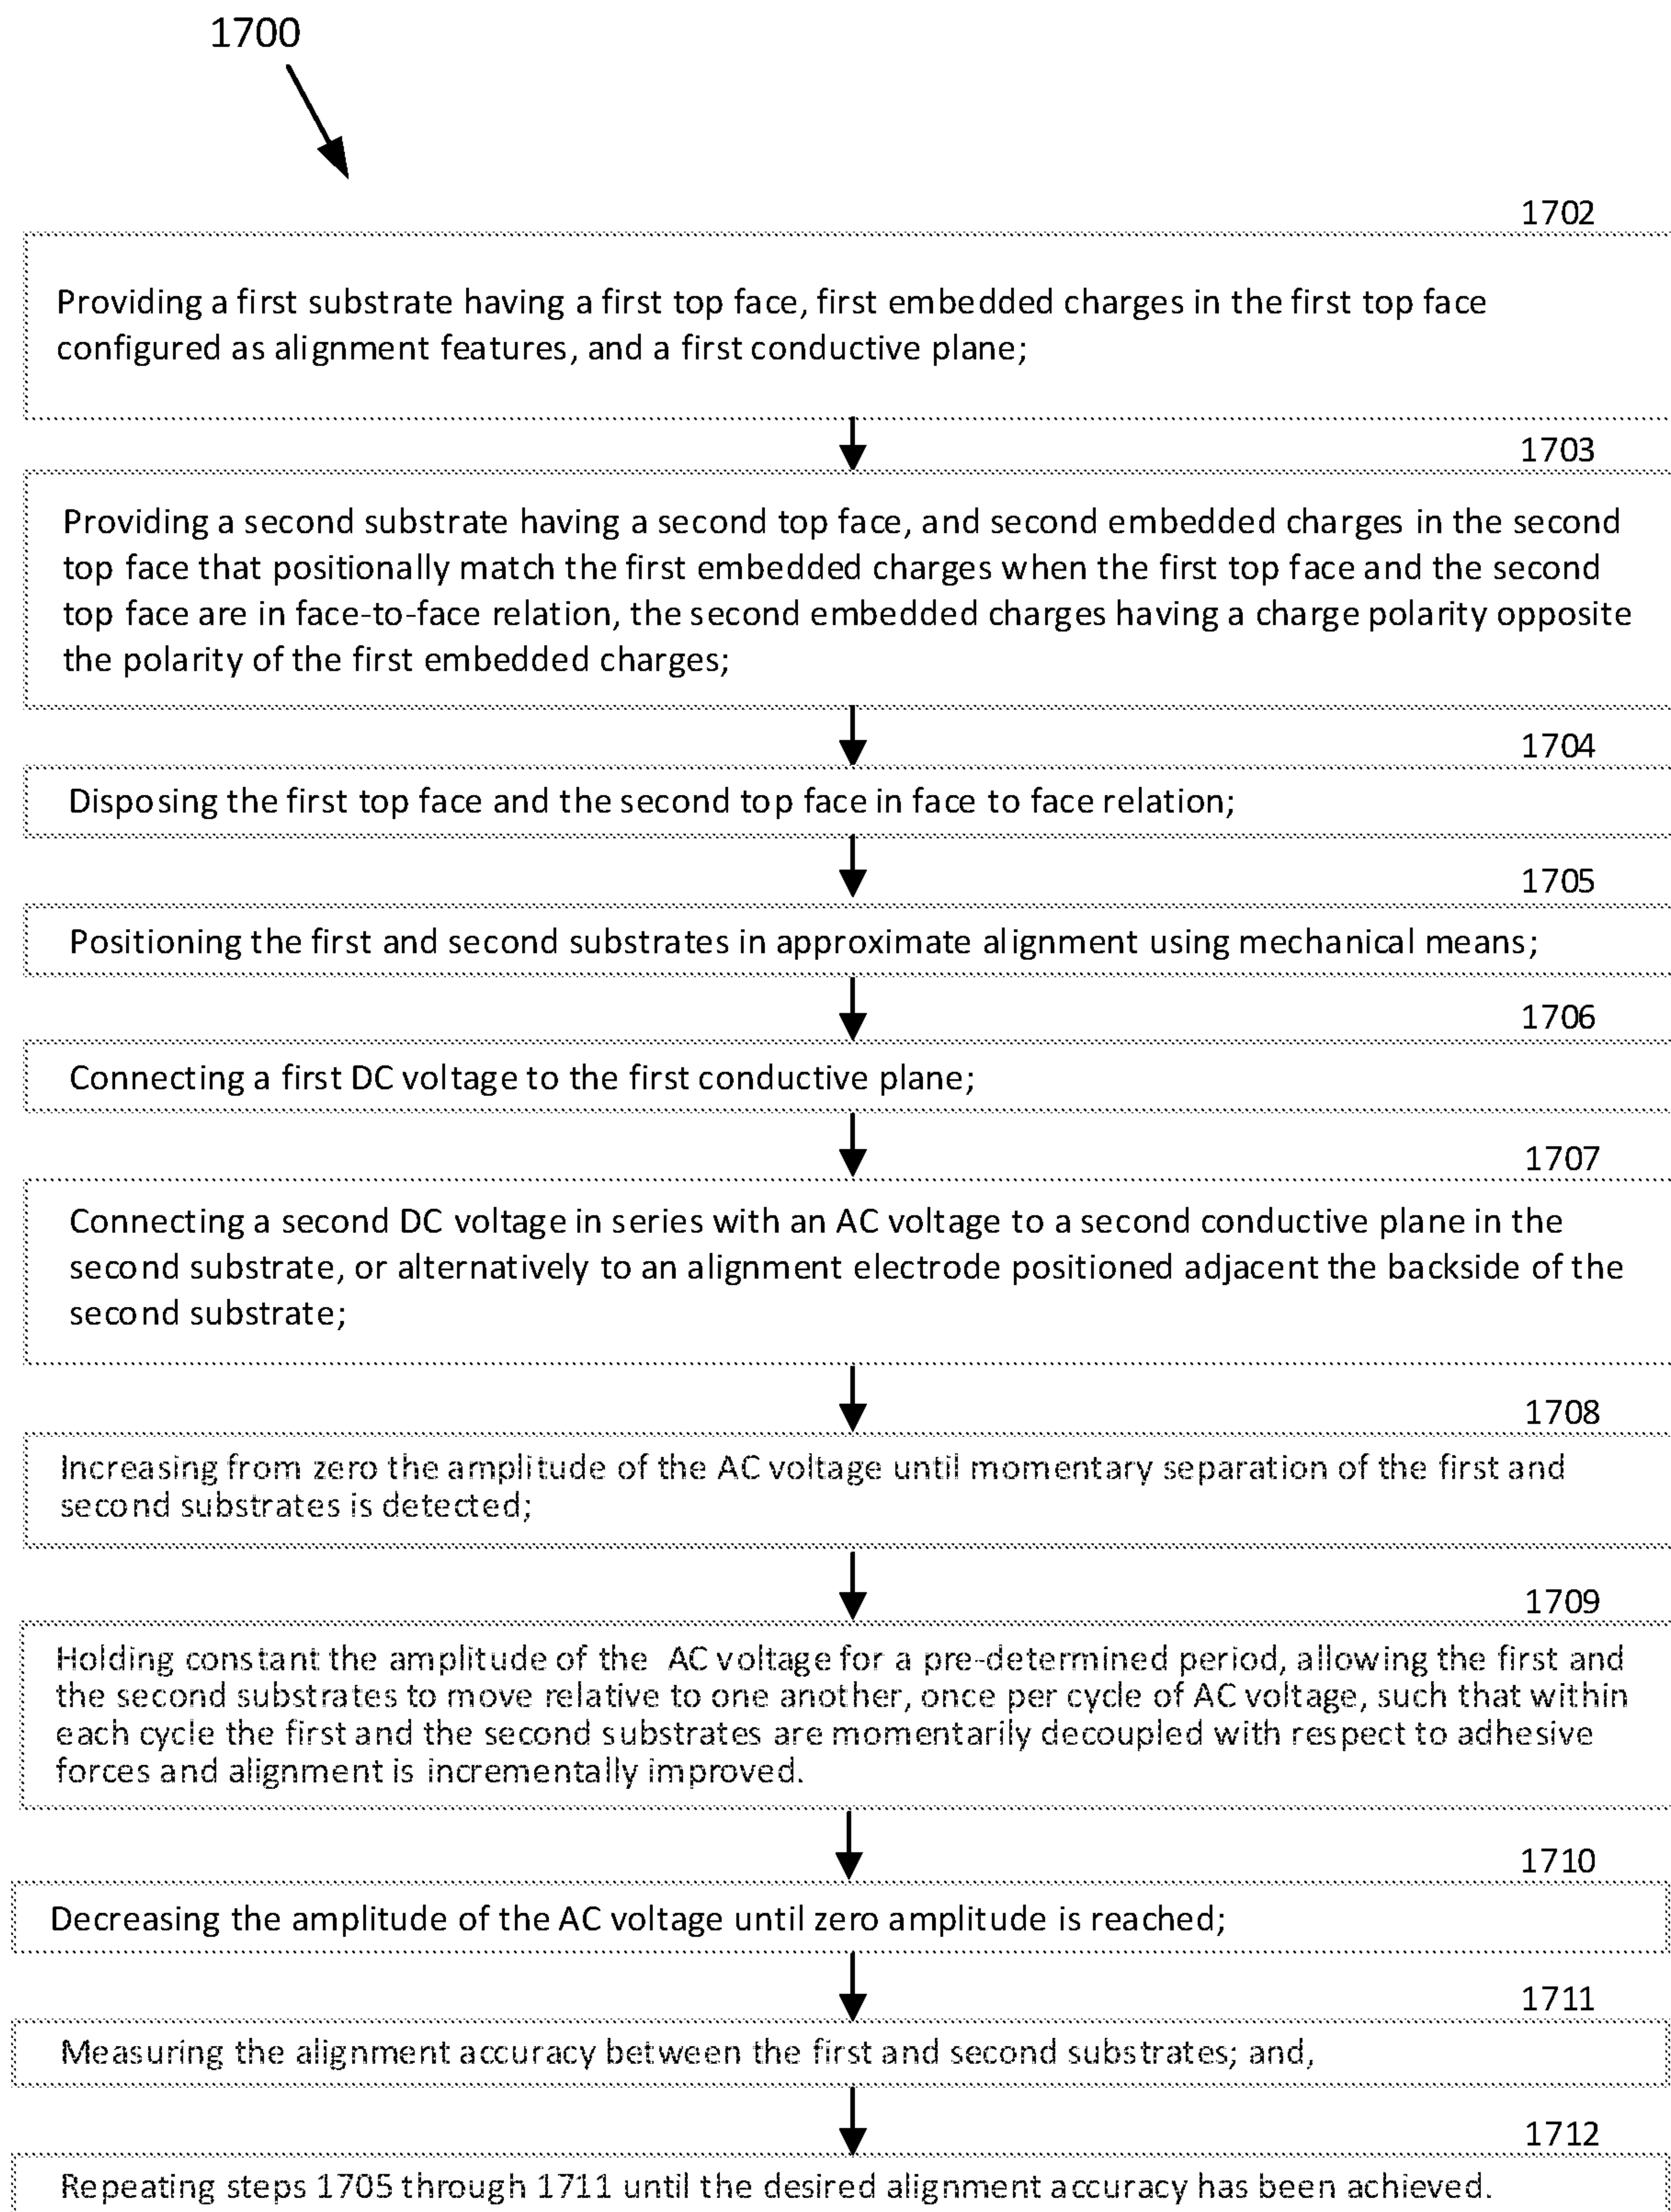 1700
1702
Providing a first substrate having a first top face, first embedded charges in the first top face
configured as alignment features, and a first conductive plane;
1703
Providing a second substrate having a second top face, and second embedded charges in the second
top face that positionally match the first embedded charges when the first top face and the second
top face are in face-to-face relation, the second embedded charges having a charge polarity opposite
the polarity of the first embedded charges;
1704
Disposing the first top face and the second top face in face to face relation;
1705
Positioning the first and second substrates in approximate alignment using mechanical means;
1706
Connecting a first DC voltage to the first conductive plane;
1707
Connecting a second DC voltage in series with an AC voltage to a second conductive plane in the
second substrate, or alternatively to an alignment electrode positioned adjacent the backside of the
second substrate;
1708
Increasing from zero the amplitude of the AC voltage until momentary separation of the first and
second substrates is detected;
1709
Holding constant the amplitude of the AC voltage for a pre-determined period, allowing the first and
the second substrates to move relative to one another, once per cycle of AC voltage, such that within
each cycle the first and the second substrates are momentarily decoupled with respect to adhesive
forces and alignment is incrementally improved.
1710
Decreasing the amplitude of the AC voltage until zero amplitude is reached;
1711
Measuring the alignment accuracy between the first and second substrates; and,
1712
Repeating steps 1705 through 1711 until the desired alignment accuracy has been achieved.